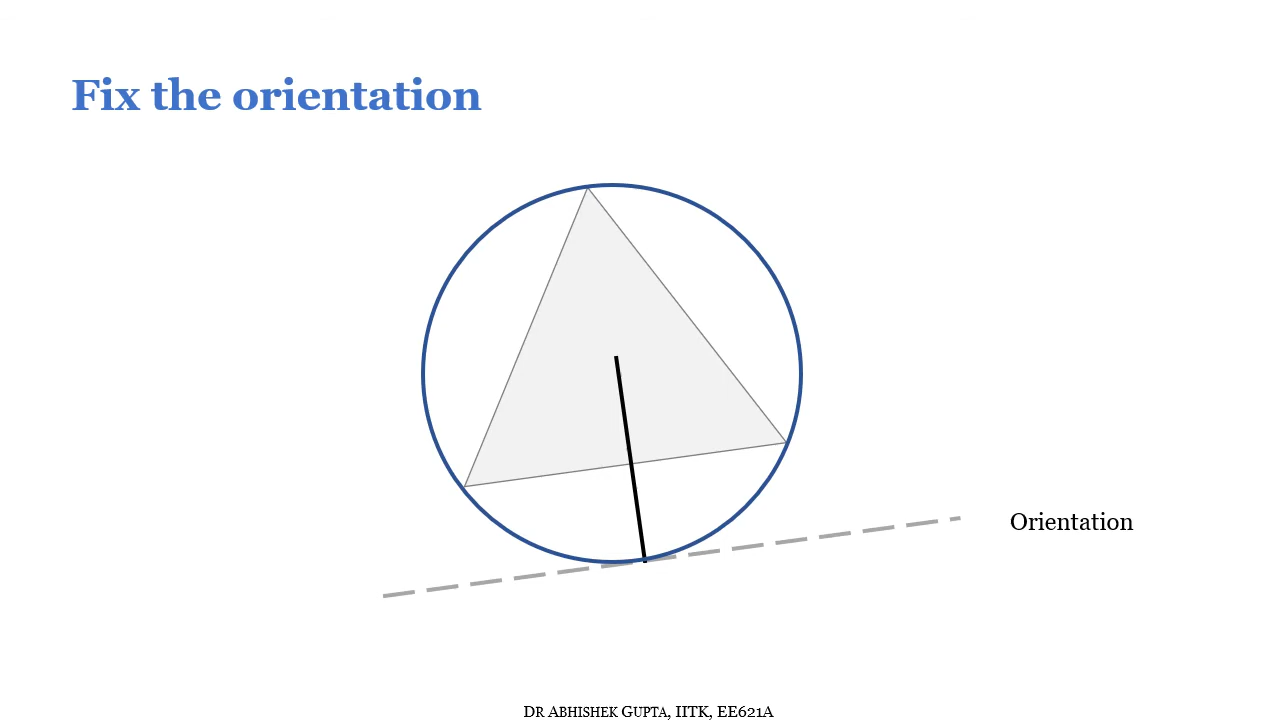 Fix the orientation
Orientation
DR ABHISHEK GUPTA, IITK, EE621A